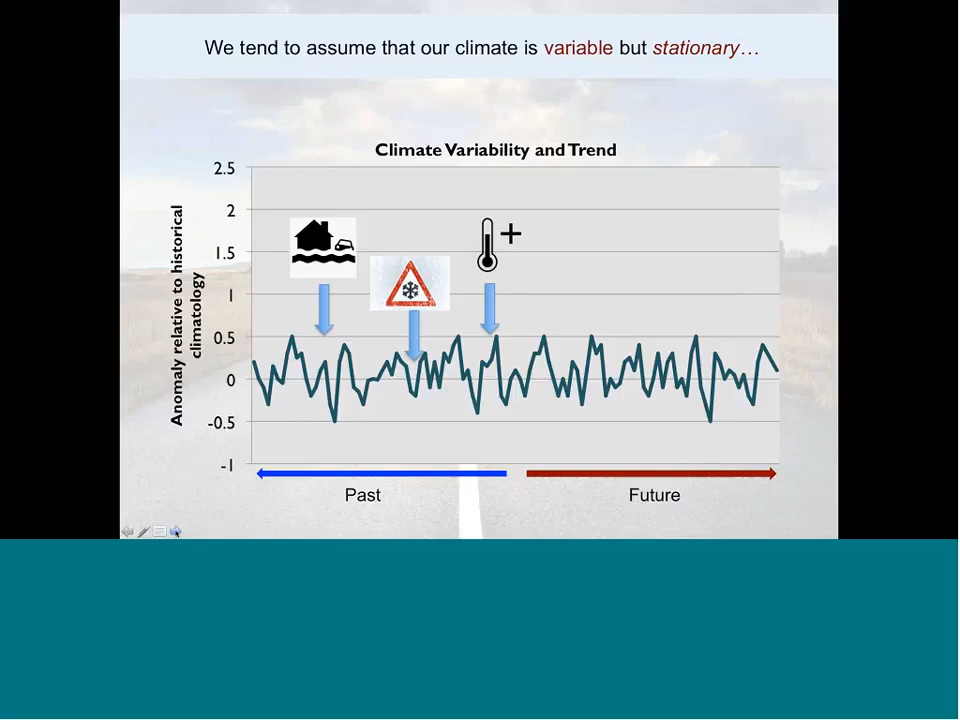 We tend to assume that our climate is variable but stationary…
Climate Variability and Trend
Anomaly relative to historical
climatology
2.5
2
1.5
1
0.5
0
-0.5
-1
+
Past
Future